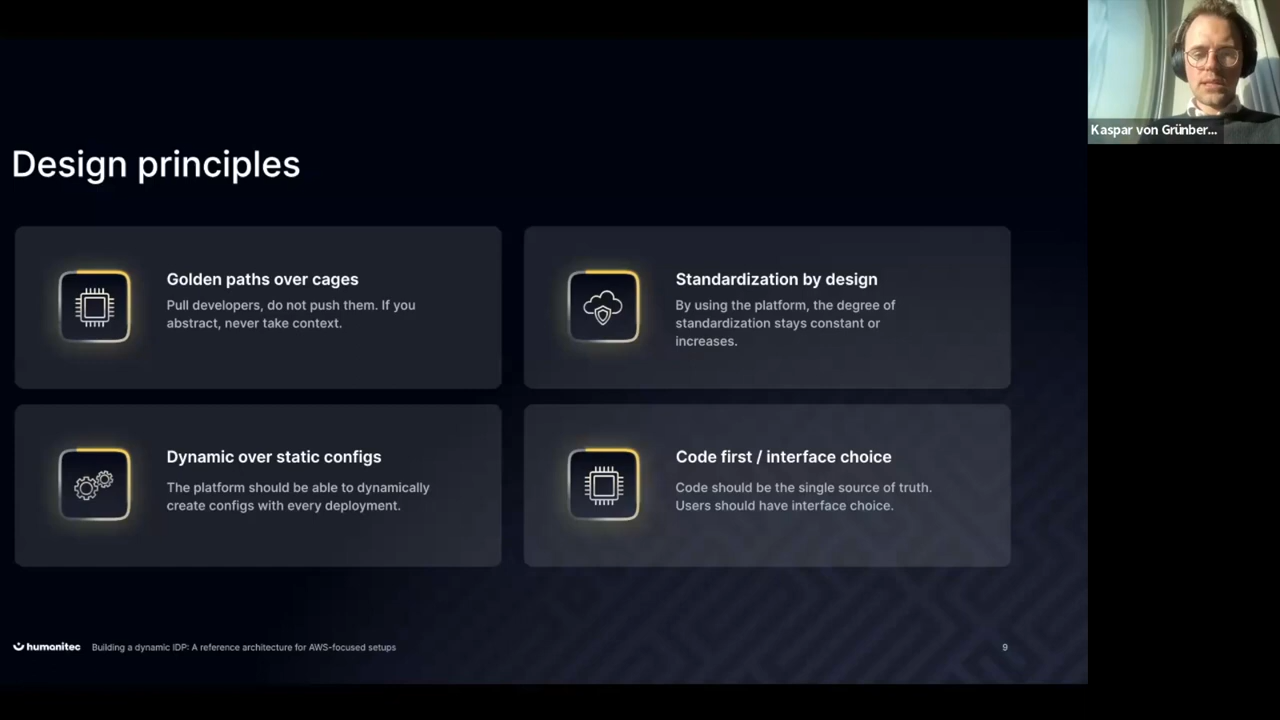 Kaspar von Grünber...
Design principles
Golden paths over cages
Pull developers, do not push them. If you
abstract, never take context.
Standardization by design
By using the platform, the degree of
standardization stays constant or
increases.
Dynamic over static configs
The platform should be able to dynamically
create configs with every deployment.
Code first / interface choice
Code should be the single source of truth.
Users should have interface choice.
humanitec
Building a dynamic IDP: A reference architecture for AWS-focused setups
9